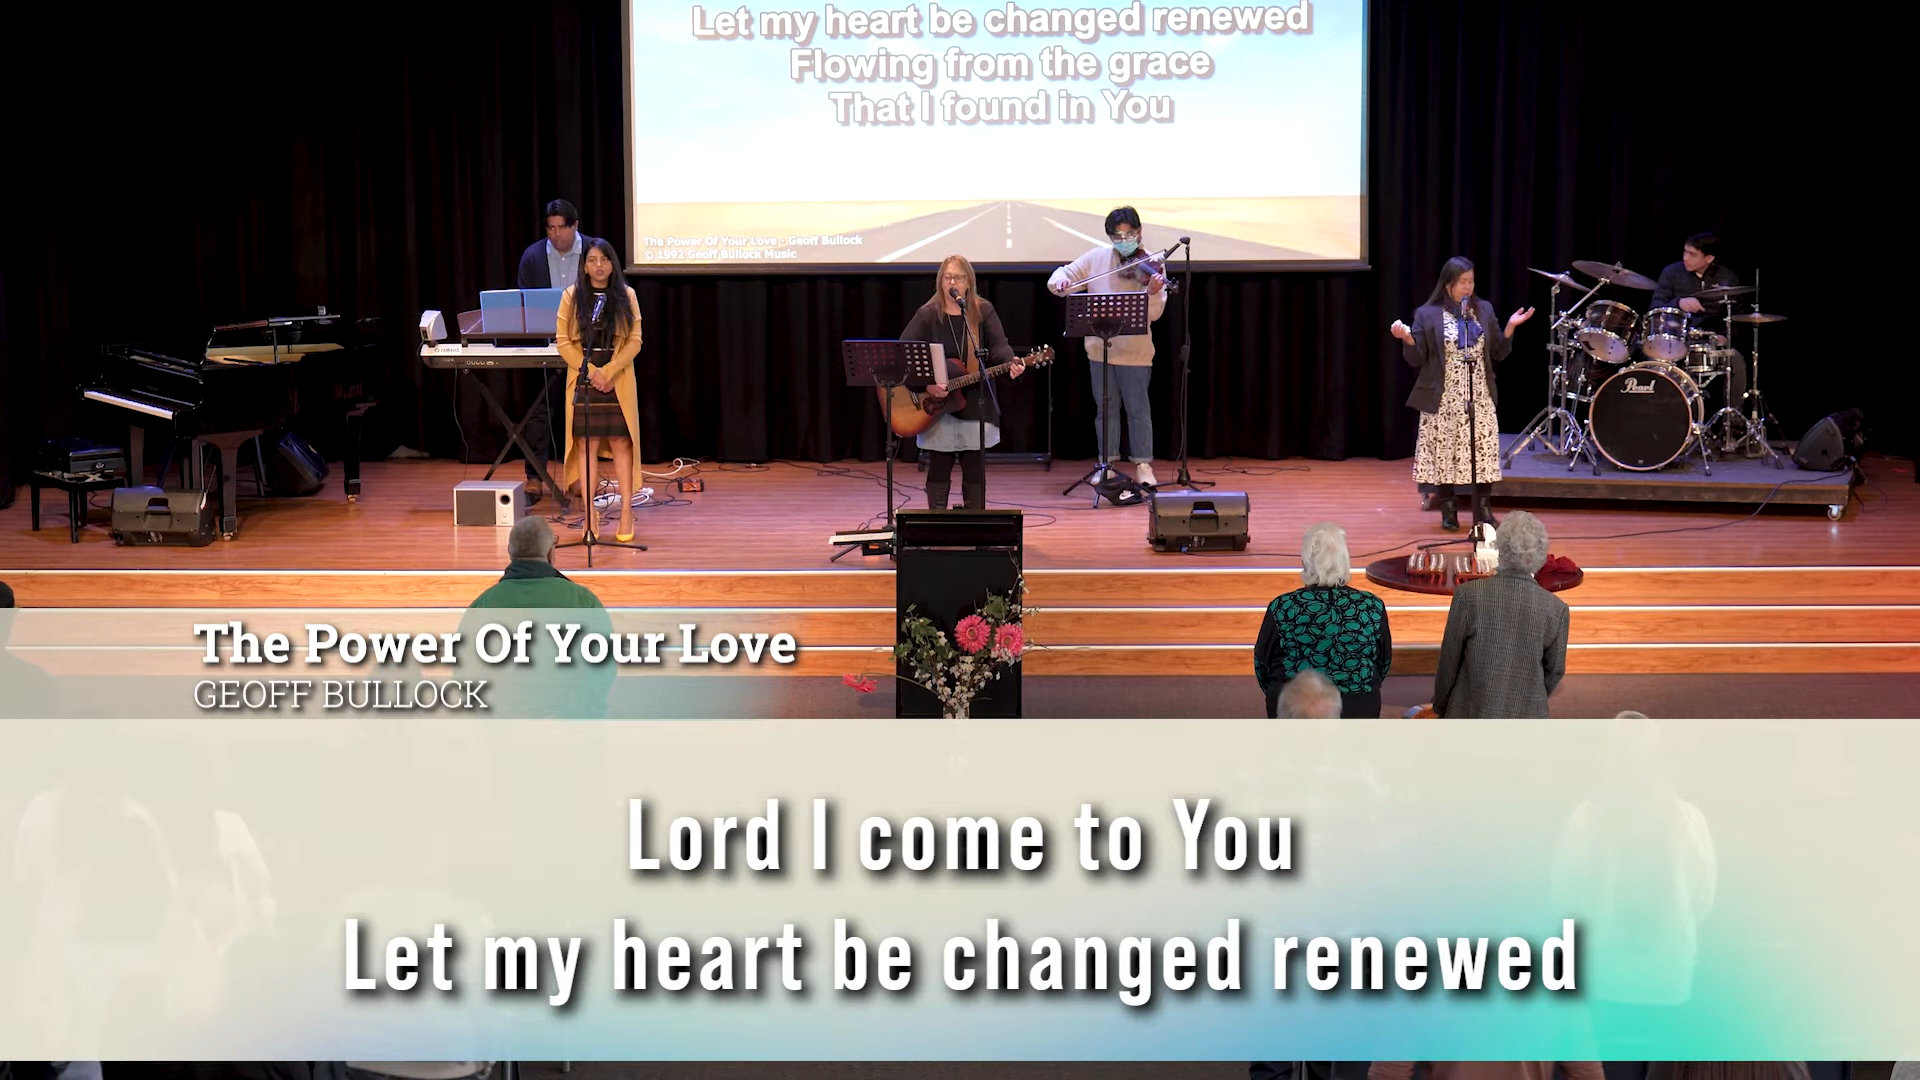 Let my heart be changed renewed
Flowing from the grace
That I found in You
The Power Of Your Love - Geoff Bullock
© 1992 Geoff Bullock Music
YAMAHA
Pearl
The Power Of Your Love
GEOFF BULLOCK
Lord I come to You
Let my heart be changed renewed